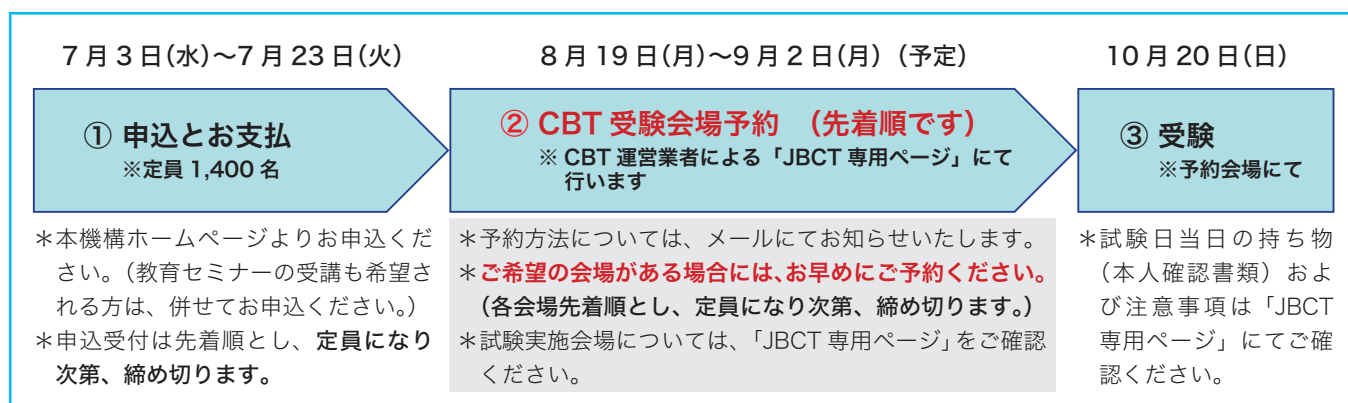 7月3日(水)〜7月23日(火)
① 申込とお支払
※定員 1,400 名
＊本機構ホームページよりお申込くだ
さい。（教育セミナーの受講も希望さ
れる方は、併せてお申込ください。）
＊申込受付は先着順とし、定員になり
次第、締め切ります。
8月19日(月)〜9月2日(月)（予定）
② CBT 受験会場予約　（先着順です）
※ CBT 運営業者による「JBCT 専用ページ」にて
行います
＊予約方法については、メールにてお知らせいたします。
＊ご希望の会場がある場合には、お早めにご予約ください。
（各会場先着順とし、定員になり次第、締め切ります。）
＊試験実施会場については、「JBCT 専用ページ」をご確認
ください。
10月20日(日)
③ 受験
※予約会場にて
＊試験日当日の持ち物
（本人確認書類）およ
び注意事項は「JBCT
専用ページ」にてご確
認ください。